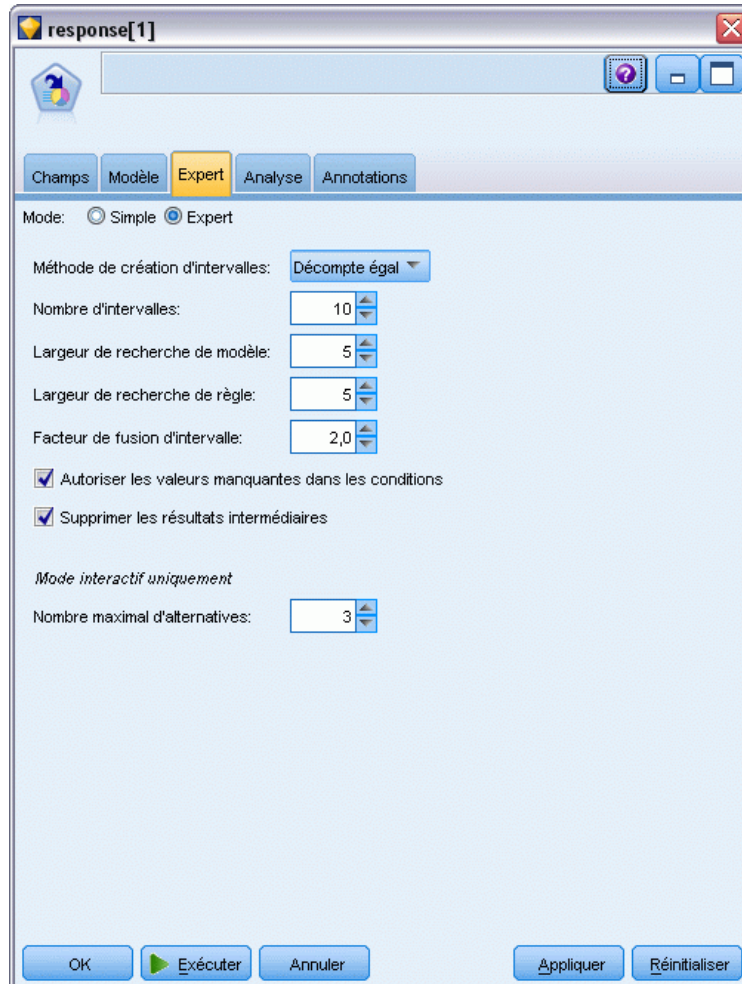 response[1]
Champs Modèle Expert Analyse Annotations
Mode: Simple Expert
Méthode de création d'intervalles: Décompte égal
Nombre d'intervalles: 10
Largeur de recherche de modèle: 5
Largeur de recherche de règle: 5
Facteur de fusion d'intervalle: 2,0
Autoriser les valeurs manquantes dans les conditions
Supprimer les résultats intermédiaires
Mode interactif uniquement
Nombre maximal d'alternatives: 3
OK Exécuter Annuler Appliquer Réinitialiser